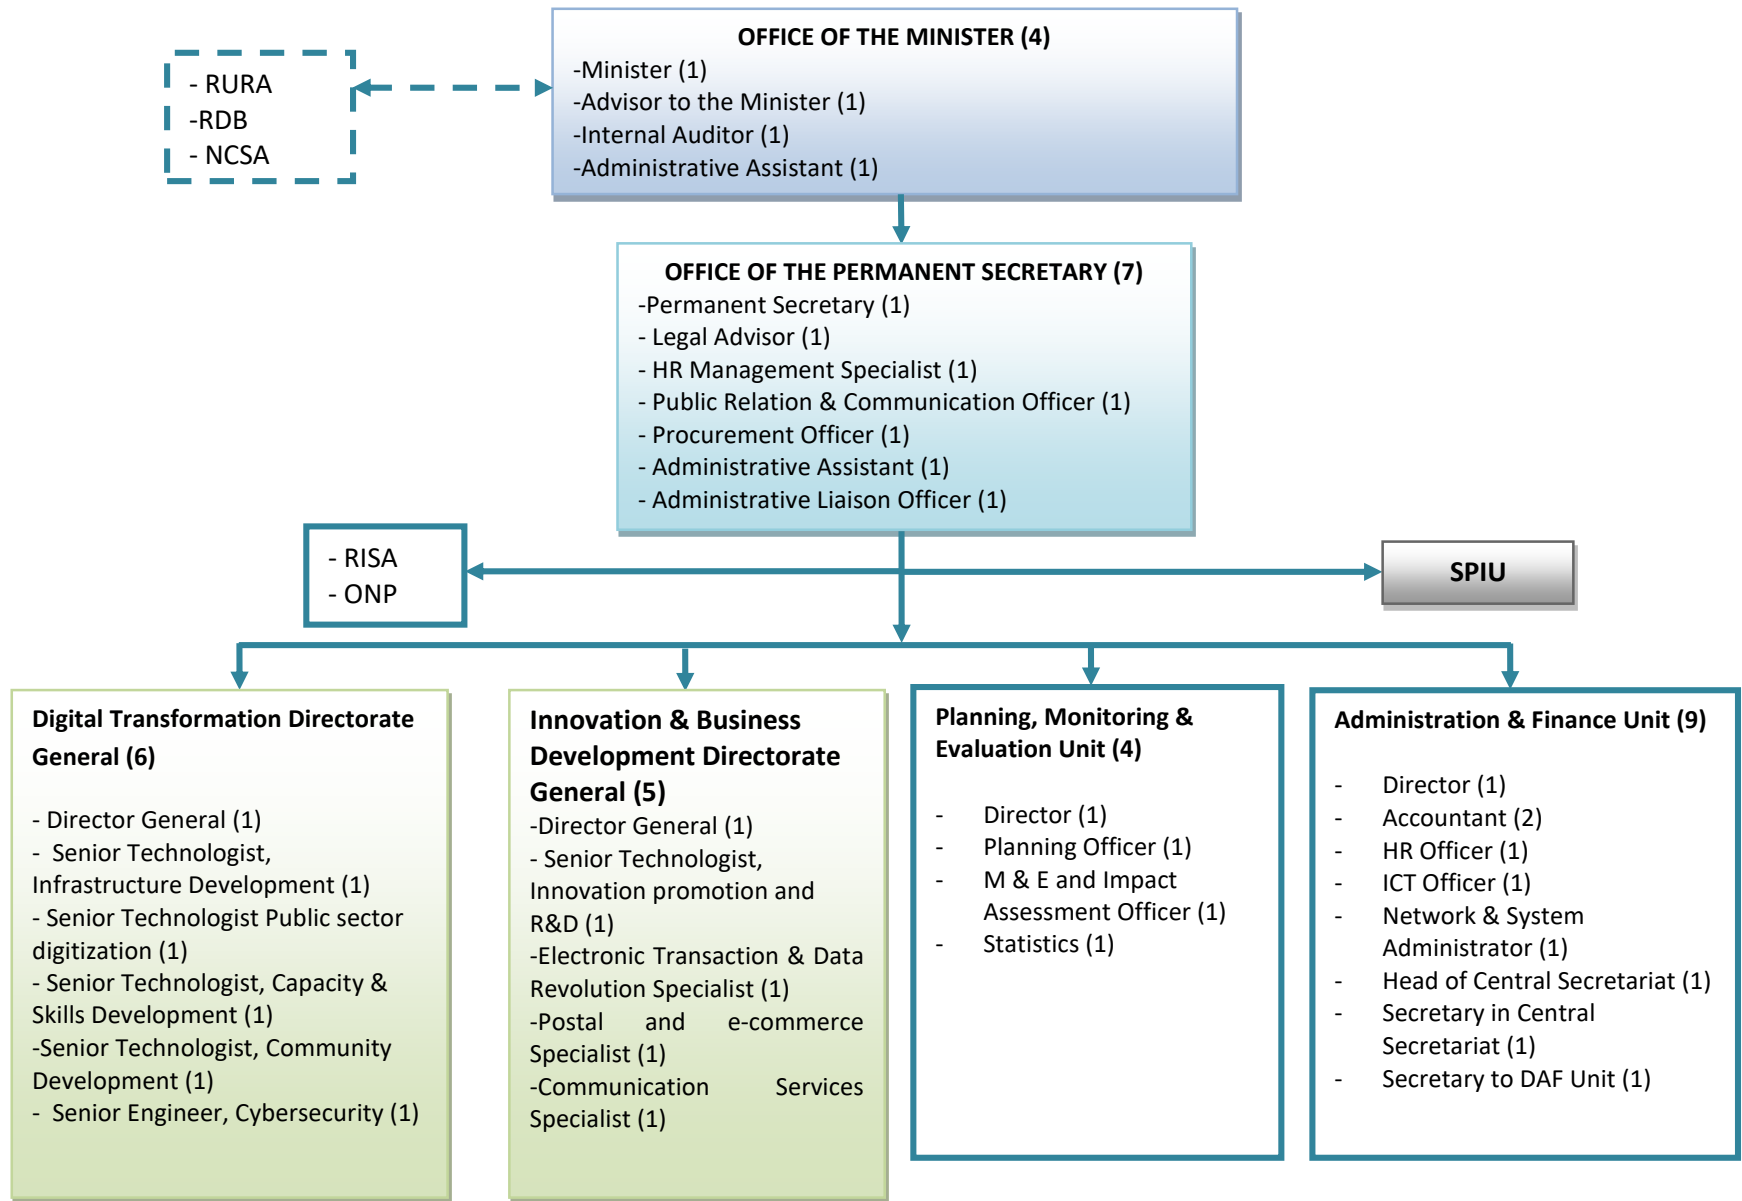 OFFICE OF THE MINISTER (4)
-Minister (1)
-Advisor to the Minister (1)
-Internal Auditor (1)
-Administrative Assistant (1)
- RURA
-RDB
- NCSA
OFFICE OF THE PERMANENT SECRETARY (7)
-Permanent Secretary (1)
- Legal Advisor (1)
- HR Management Specialist (1)
- Public Relation & Communication Officer (1)
- Procurement Officer (1)
- Administrative Assistant (1)
- Administrative Liaison Officer (1)
- RISA
- ONP
SPIU
Digital Transformation Directorate
General (6)
- Director General (1)
- Senior Technologist,
Infrastructure Development (1)
- Senior Technologist Public sector
digitization (1)
- Senior Technologist, Capacity &
Skills Development (1)
-Senior Technologist, Community
Development (1)
- Senior Engineer, Cybersecurity (1)
Innovation & Business
Development Directorate
General (5)
-Director General (1)
- Senior Technologist,
Innovation promotion and
R&D (1)
-Electronic Transaction & Data
Revolution Specialist (1)
-Postal and e-commerce
Specialist (1)
-Communication Services
Specialist (1)
Planning, Monitoring &
Evaluation Unit (4)
- Director (1)
- Planning Officer (1)
- M & E and Impact
Assessment Officer (1)
- Statistics (1)
Administration & Finance Unit (9)
- Director (1)
- Accountant (2)
- HR Officer (1)
- ICT Officer (1)
- Network & System
Administrator (1)
- Head of Central Secretariat (1)
- Secretary in Central
Secretariat (1)
- Secretary to DAF Unit (1)